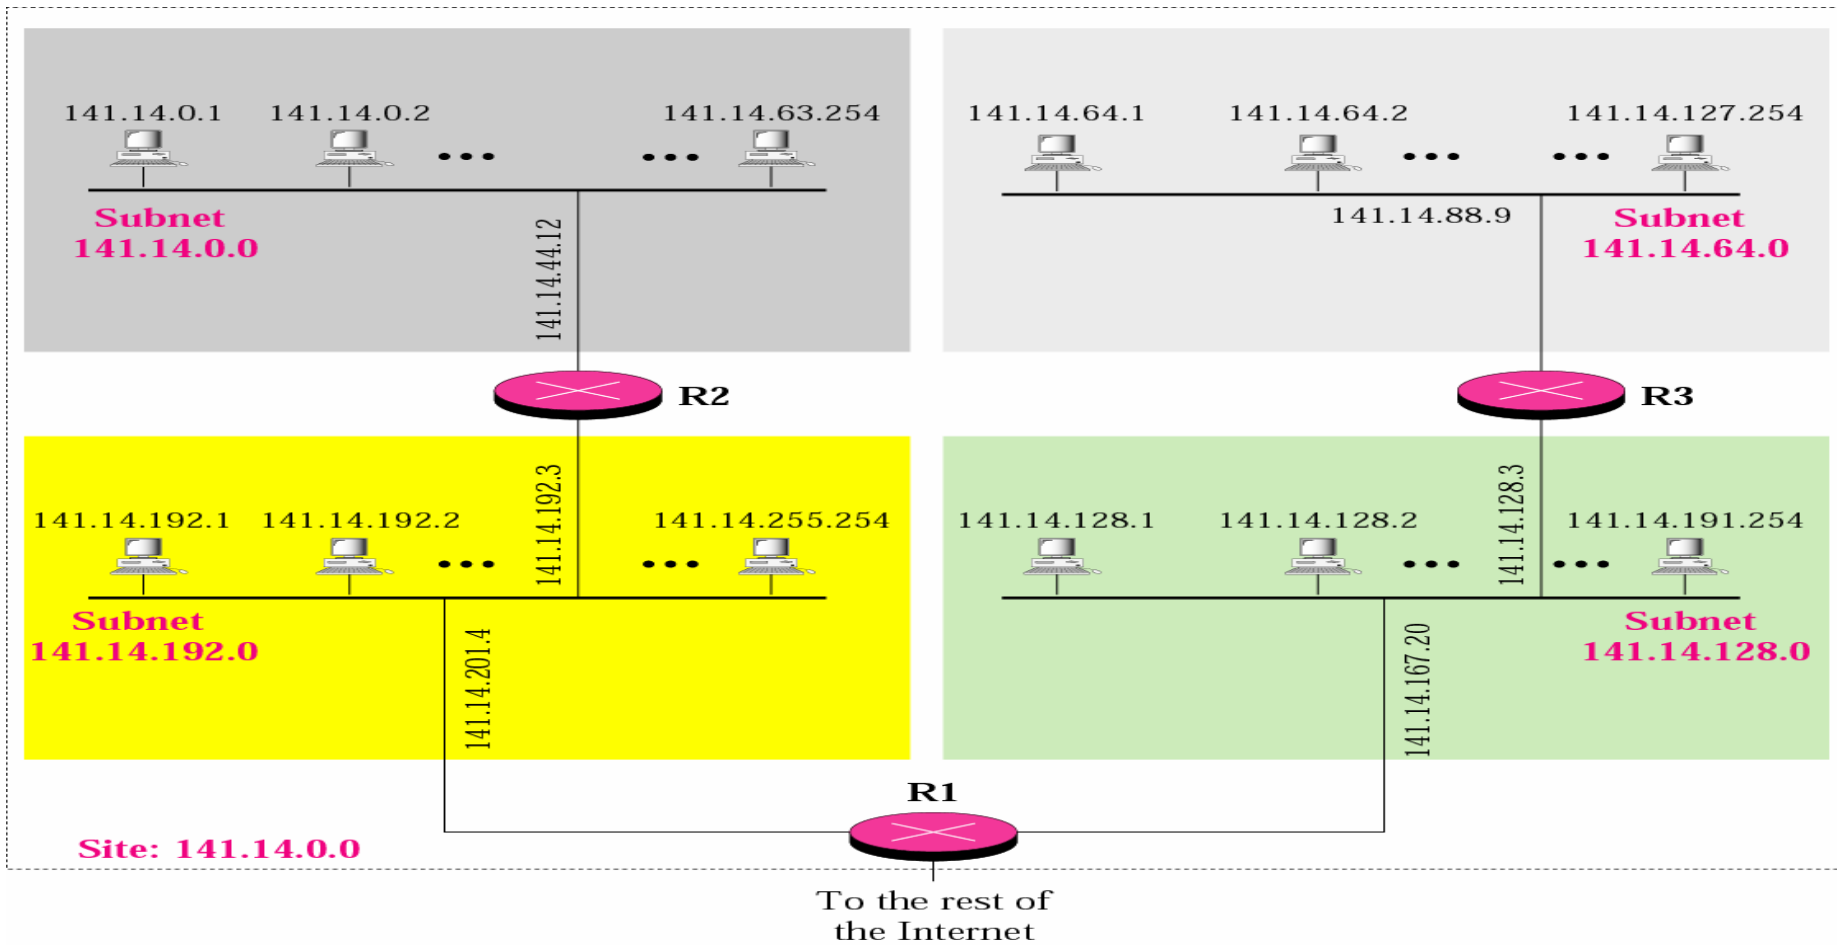 141.14.0.1
141.14.0.2
141.14.63.254
Subnet
141.14.0.0
141.14.44.12
141.14.64.1
141.14.64.2
141.14.127.254
141.14.88.9
Subnet
141.14.64.0
R2
R3
141.14.192.1
141.14.192.2
141.14.192.3
141.14.255.254
Subnet
141.14.192.0
141.14.201.4
141.14.128.1
141.14.128.2
141.14.128.3
141.14.191.254
141.14.167.20
Subnet
141.14.128.0
R1
Site: 141.14.0.0
To the rest of
the Internet